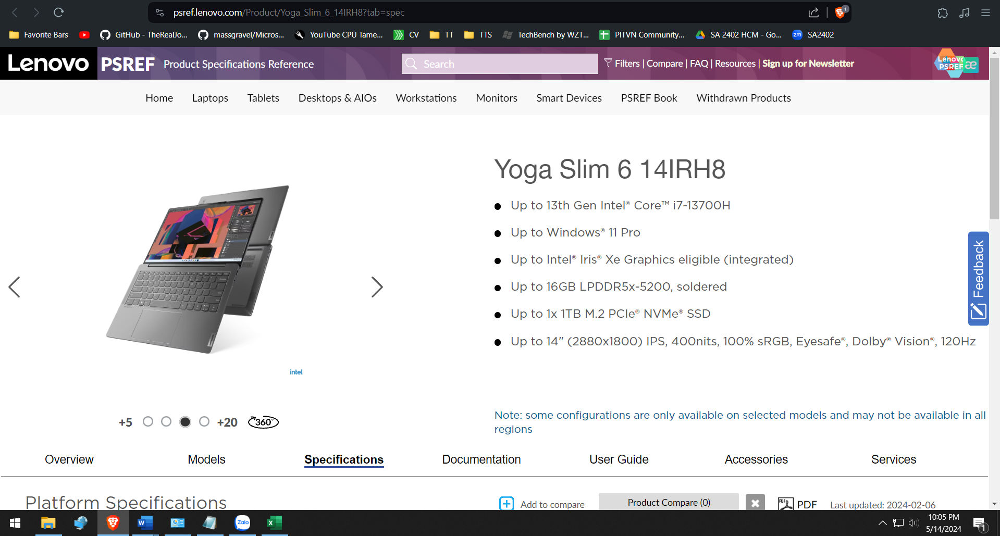 psref.lenovo.com/Product/Yoga_Slim_6_14IRH8?tab=spec
1
Favorite Bars
GitHub - TheRealJo...
massgravel/Micros...
YouTube CPU Tame...
CV
TT
TTS
TechBench by WZT...
PITVN Community,...
SA 2402 HCM - Go...
zm
SA2402
Lenovo
PSREF
Product Specifications Reference
Search
Filters | Compare | FAQ | Resources | Sign up for Newsletter
Lenovo
PSREF
æ
Home
Laptops
Tablets
Desktops & AIOs
Workstations
Monitors
Smart Devices
PSREF Book
Withdrawn Products
Yoga Slim 6 14IRH8
Up to 13th Gen Intel® Core™ i7-13700H
Up to Windows® 11 Pro
Up to Intel® Iris® Xe Graphics eligible (integrated)
Up to 16GB LPDDR5x-5200, soldered
Up to 1x 1TB M.2 PCIe® NVMe® SSD
Up to 14" (2880x1800) IPS, 400nits, 100% sRGB, Eyesafe®, Dolby® Vision®, 120Hz
Feedback
Lenovo
intel.
+5
+20
360°
Note: some configurations are only available on selected models and may not be available in all
regions
Overview
Models
Specifications
Documentation
User Guide
Accessories
Services
Platform Specifications
Add to compare
Product Compare (0)
PDF
PDF
Last updated: 2024-02-06
W
Zalo
X
10:05 PM
5/14/2024
1